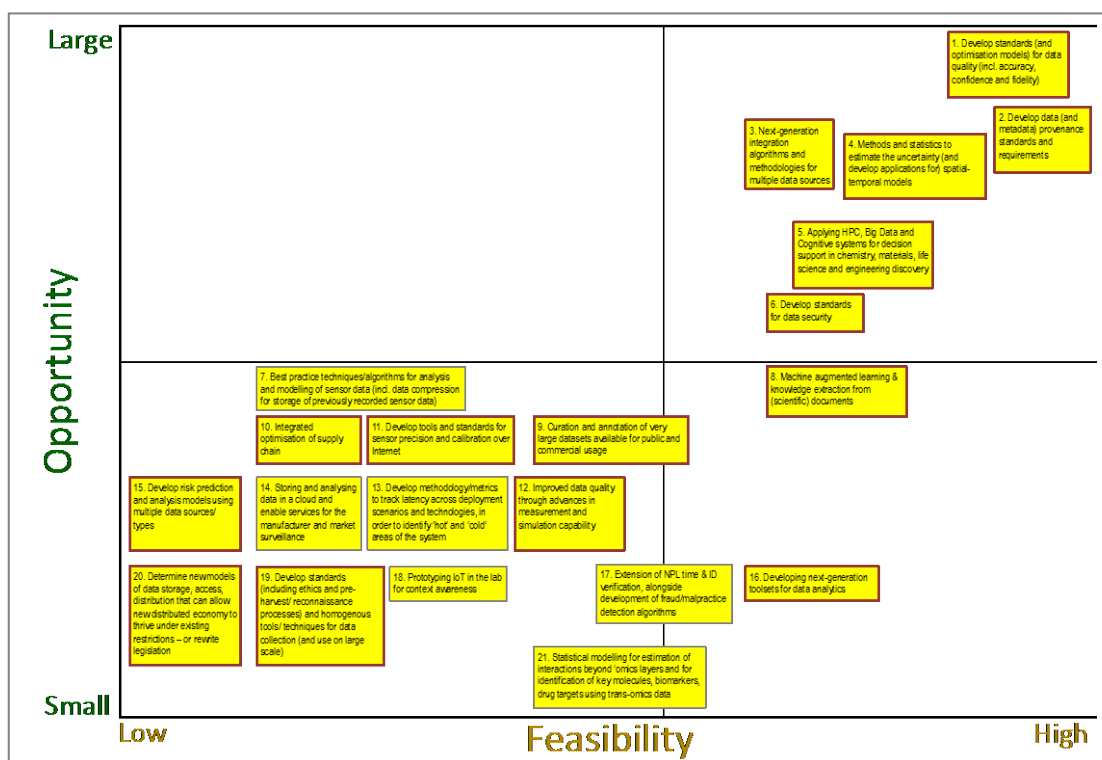 Large
1. Develop standards (and
optimisation models) for data
quality (incl. accuracy,
confidence and fidelity)
2. Develop data (and
metadata) provenance
standards and
requirements
3. Next-generation
integration
algorithms and
methodologies for
multiple data sources
4. Methods and statistics to
estimate the uncertainty (and
develop applications for) spatial-
temporal models
5. Applying HPC, Big Data and
Cognitive systems for decision
support in chemistry, materials, life
science and engineering discovery
6. Develop standards
for data security
Opportunity
7. Best practice techniques/algorithms for analysis
and modelling of sensor data (incl. data compression
for storage of previously recorded sensor data)
8. Machine augmented learning &
knowledge extraction from
(scientific) documents
10. Integrated
optimisation of supply
chain
11. Develop tools and standards for
sensor precision and calibration over
Internet
9. Curation and annotation of very
large datasets available for public and
commercial usage
15. Develop risk prediction
and analysis models using
multiple data sources/
types
14. Storing and analysing
data in a cloud and
enable services for the
manufacturer and market
surveillance
13. Develop methodology/metrics
to track latency across deployment
scenarios and technologies, in
order to identify 'hot' and 'cold'
areas of the system
12. Improved data quality
through advances in
measurement and
simulation capability
20. Determine newmodels
of data storage, access,
distribution that can allow
new distributed economy to
thrive under existing
restrictions – or rewrite
legislation
19. Develop standards
(including ethics and pre-
harvest/ reconnaissance
processes) and homogenous
tools/ techniques for data
collection (and use on large
scale)
18. Prototyping IoT in the lab
for context awareness
17. Extension of NPL time & ID
verification, alongside
development of fraud/malpractice
detection algorithms
16. Developing next-generation
toolsets for data analytics
21. Statistical modelling for estimation of
interactions beyond 'omics layers and for
identification of key molecules, biomarkers,
drug targets using trans-omics data
Small
Low
Feasibility
High